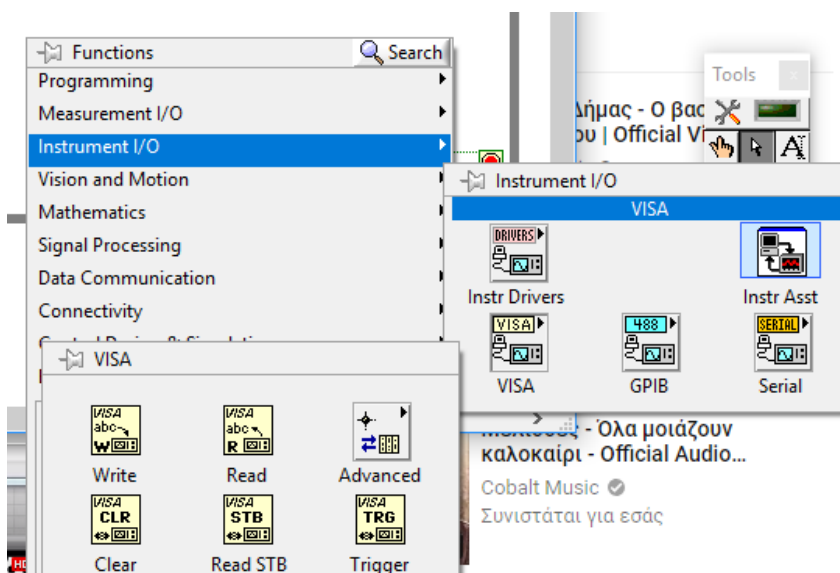 Functions
Search
Programming
Measurement I/O
Instrument I/O
Vision and Motion
Mathematics
Signal Processing
Data Communication
Connectivity
Tools
x
A
Δήμας - Ο βασ
ου | Official Vi
Instrument I/O
VISA
DRIVERS
Instr Drivers
Instr Asst
VISA
488
SERIAL
VISA
GPIB
Serial
VISA
VISA
abc
W
Write
VISA
abc
R
Read
Advanced
VISA
CLR
Clear
VISA
STB
Read STB
VISA
TRG
Trigger
- Όλα μοιάζουν
καλοκαίρι - Official Audio...
Cobalt Music
Συνιστάται για εσάς
HD